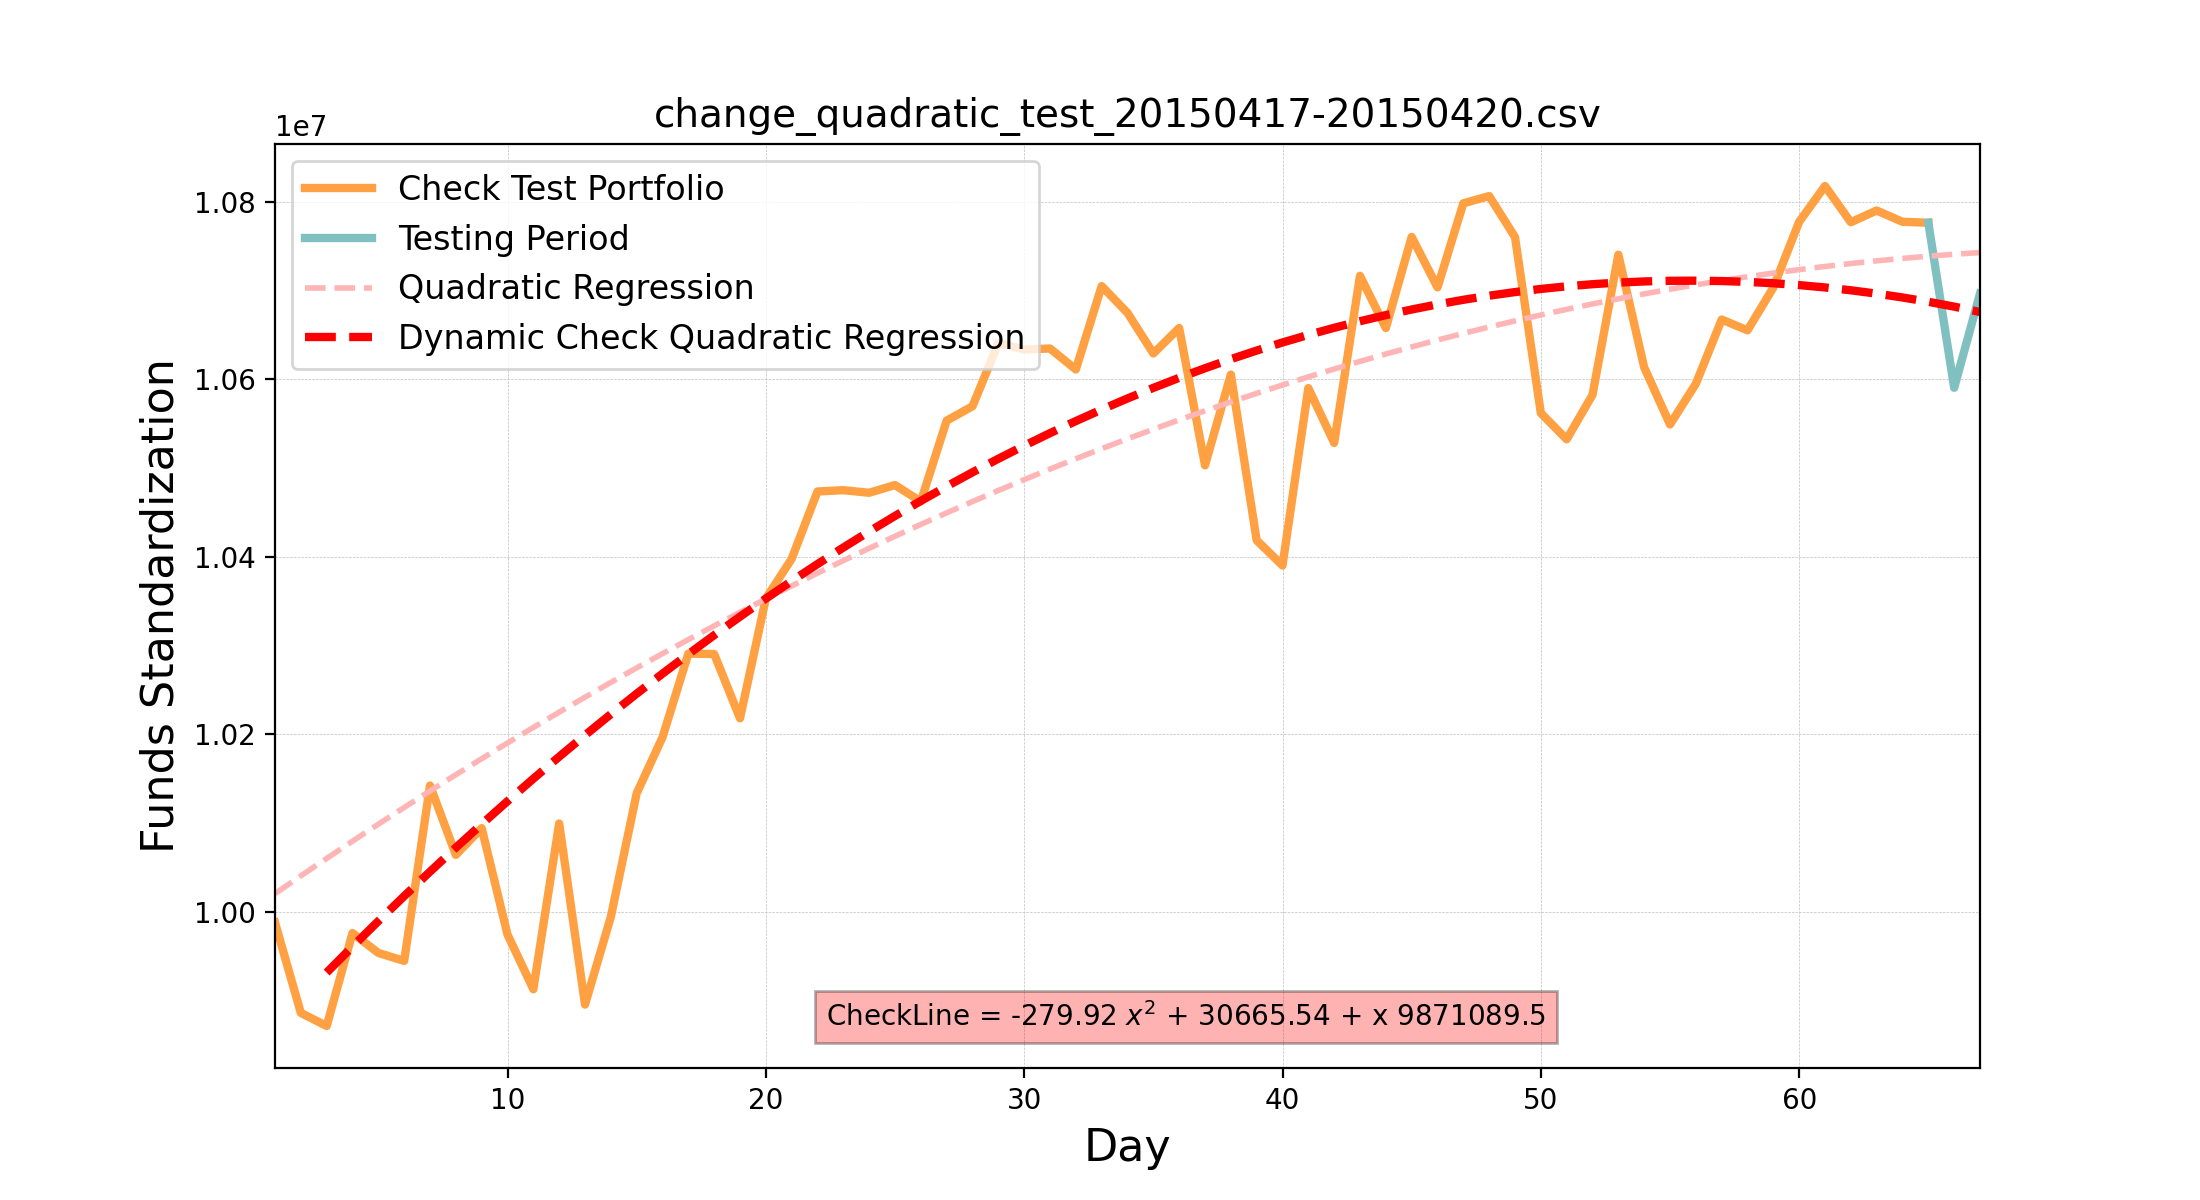 change_quadratic_test_20150417-20150420.csv
1e7
Check Test Portfolio
Testing Period
Quadratic Regression
Dynamic Check Quadratic Regression
1.08
1.06
1.04
1.02
1.00
Funds Standardization
CheckLine = -279.92 x² + 30665.54 + x 9871089.5
10 20 30 40 50 60
Day